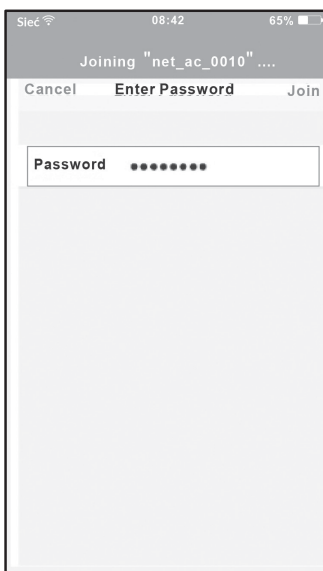 Sieć 08:42 65%
Joining "net_ac_0010"....
Cancel Enter Password Join
Password ●●●●●●●●